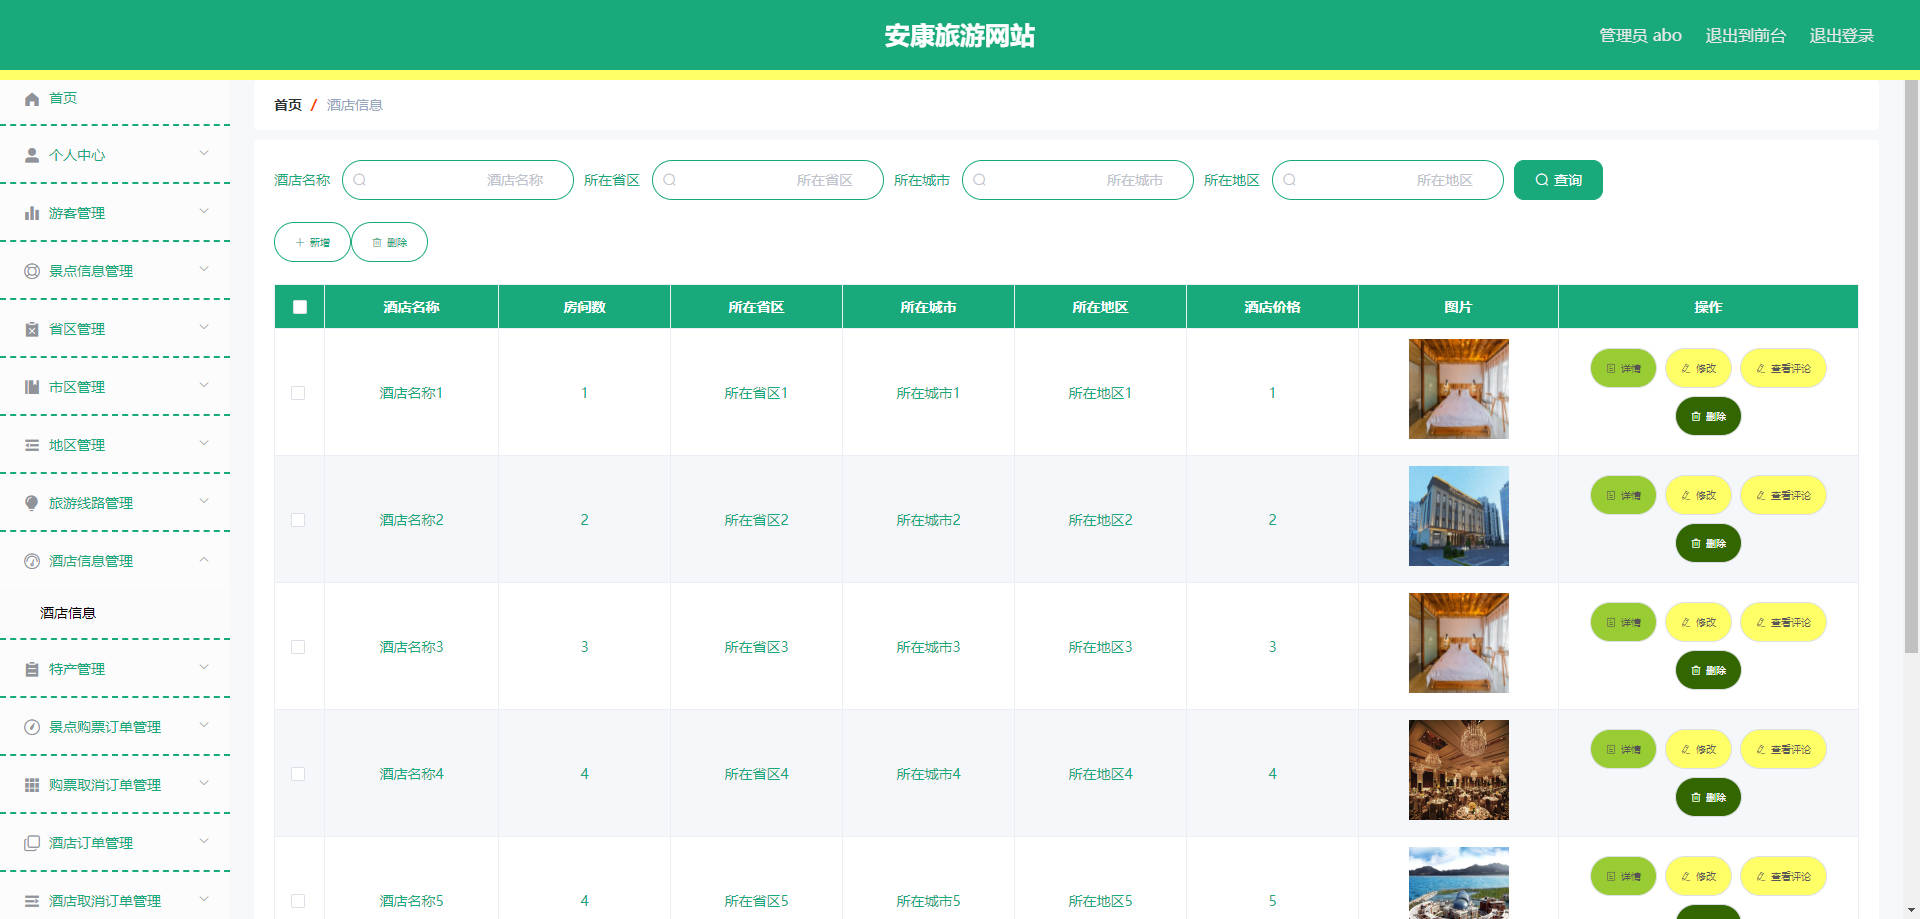 安康旅游网站
管理员 abo 退出到前台 退出登录
首页
个人中心
游客管理
景点信息管理
省区管理
市区管理
地区管理
旅游线路管理
酒店信息管理
酒店信息
特产管理
景点购票订单管理
购票取消订单管理
酒店订单管理
酒店取消订单管理
首页 / 酒店信息
酒店名称 酒店名称 所在省区 所在省区 所在城市 所在城市 所在地区 所在地区 查询
新增 删除
酒店名称 房间数 所在省区 所在城市 所在地区 酒店价格 图片 操作
酒店名称1 1 所在省区1 所在城市1 所在地区1 1 详情 修改 查看评论
删除
酒店名称2 2 所在省区2 所在城市2 所在地区2 2 详情 修改 查看评论
删除
酒店名称3 3 所在省区3 所在城市3 所在地区3 3 详情 修改 查看评论
删除
酒店名称4 4 所在省区4 所在城市4 所在地区4 4 详情 修改 查看评论
删除
酒店名称5 4 所在省区5 所在城市5 所在地区5 5 详情 修改 查看评论